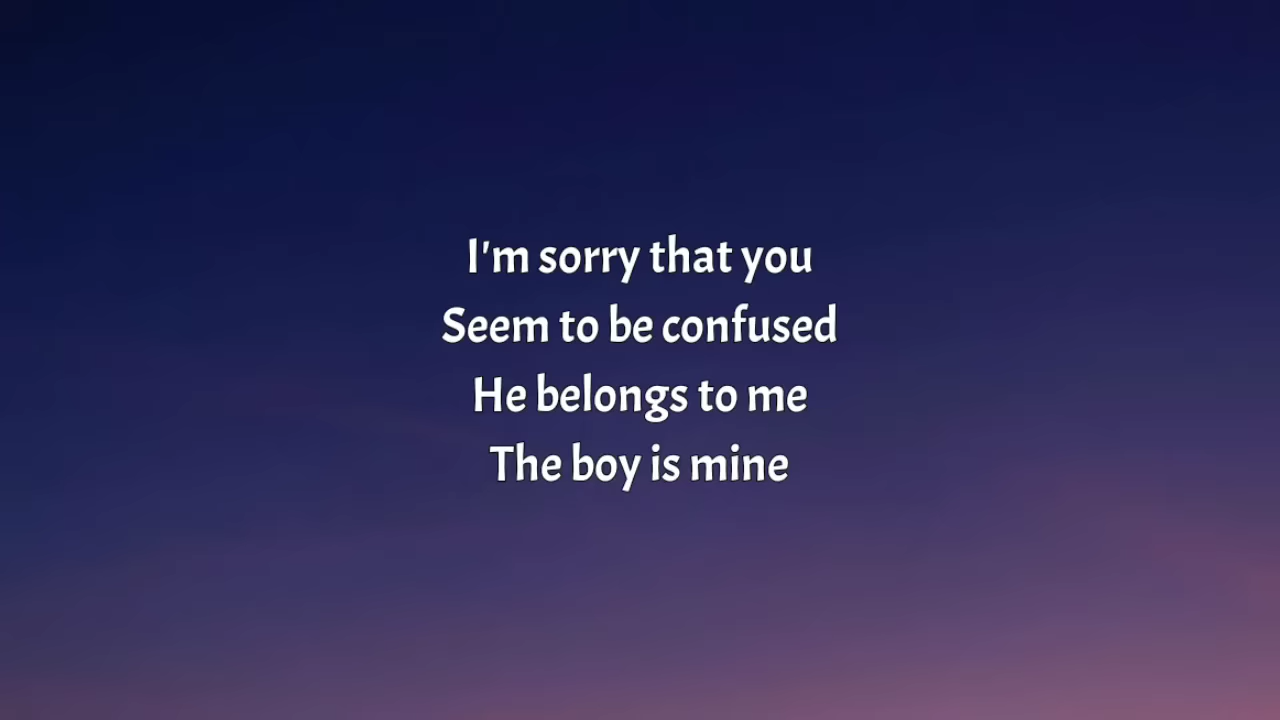 I'm sorry that you
Seem to be confused
He belongs to me
The boy is mine